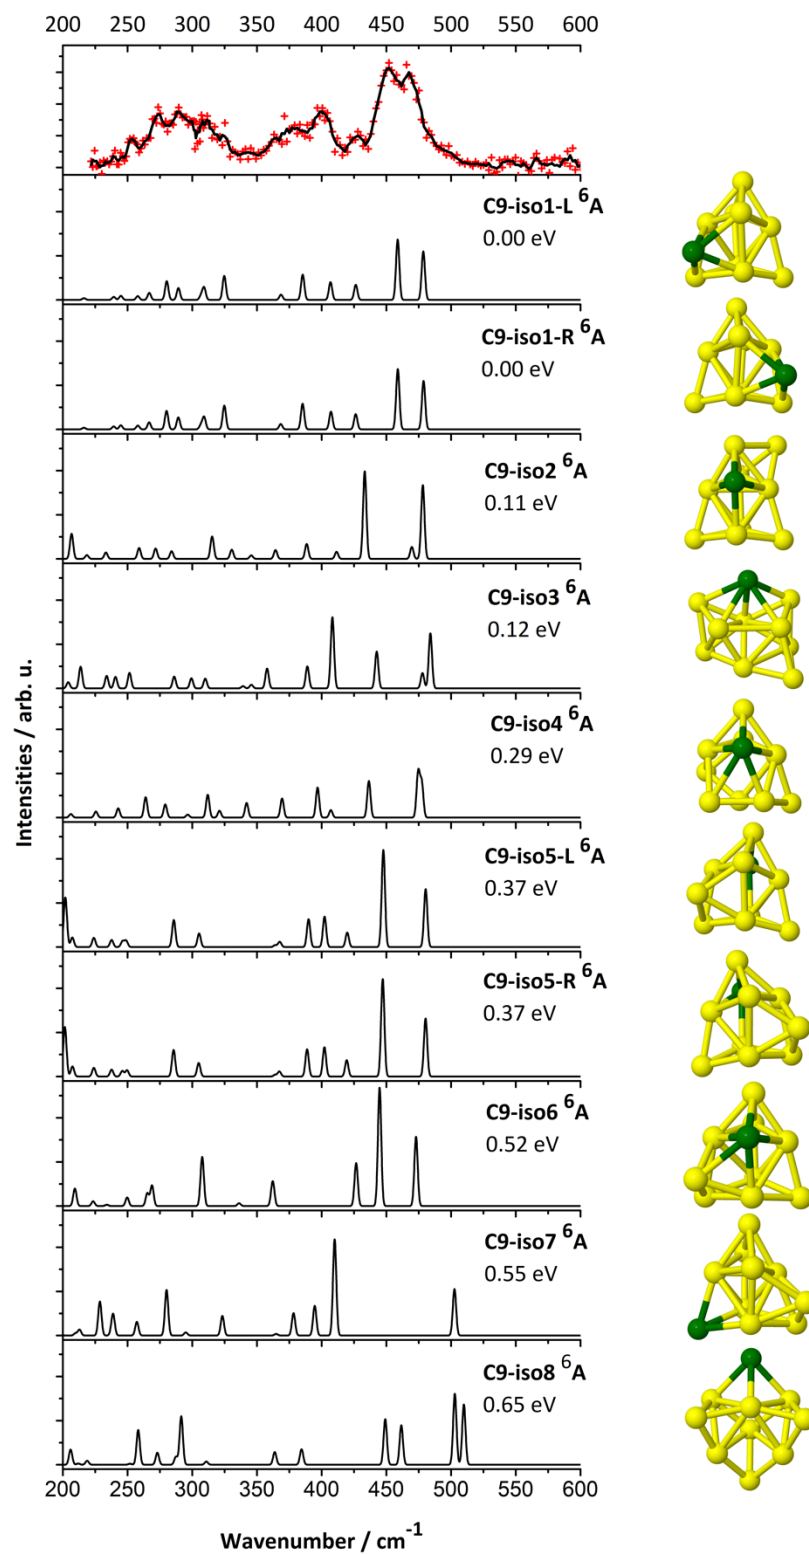 200 250 300 350 400 450 500 550 600
C9-iso1-L ⁶A
0.00 eV
C9-iso1-R ⁶A
0.00 eV
C9-iso2 ⁶A
0.11 eV
C9-iso3 ⁶A
0.12 eV
C9-iso4 ⁶A
0.29 eV
C9-iso5-L ⁶A
0.37 eV
C9-iso5-R ⁶A
0.37 eV
C9-iso6 ⁶A
0.52 eV
C9-iso7 ⁶A
0.55 eV
C9-iso8 ⁶A
0.65 eV
Intensities / arb. u.
200 250 300 350 400 450 500 550 600
Wavenumber / cm⁻¹